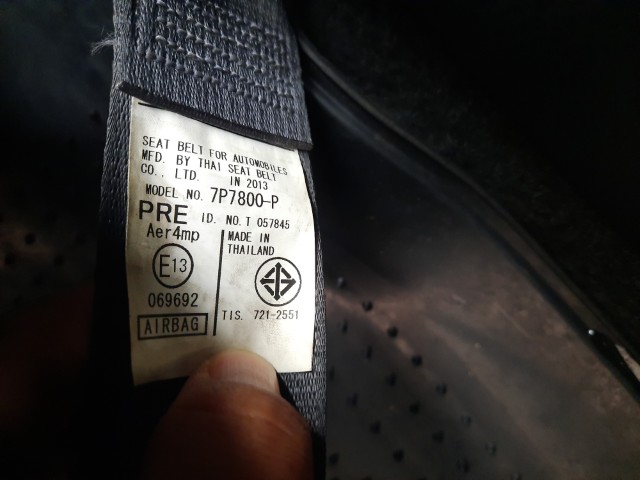 SEAT BELT FOR AUTOMOBILES
MFD. BY THAI SEAT BELT
CO., LTD. IN 2013
MODEL NO. 7P7800-P
PRE ID. NO. T 057845
Aer4mp
E13
069692
AIRBAG
MADE IN
THAILAND
TIS. 721-2551